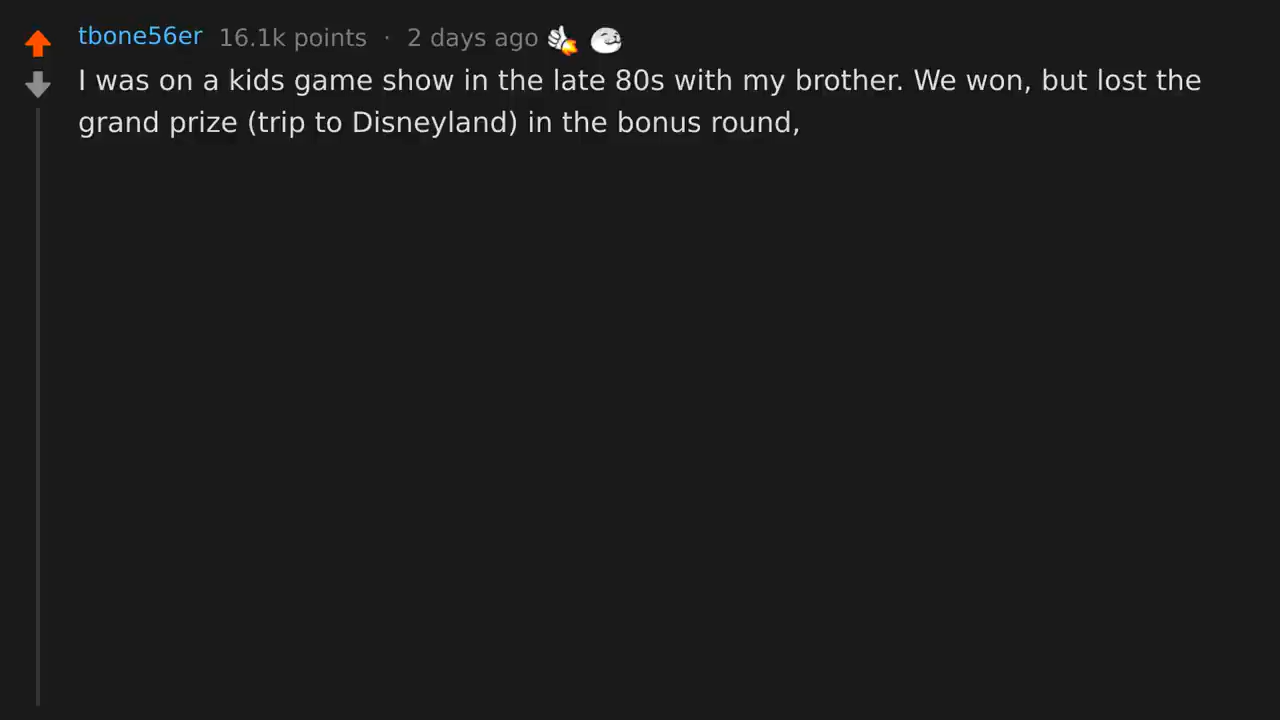 tbone56er 16.1k points · 2 days ago
I was on a kids game show in the late 80s with my brother. We won, but lost the
grand prize (trip to Disneyland) in the bonus round,